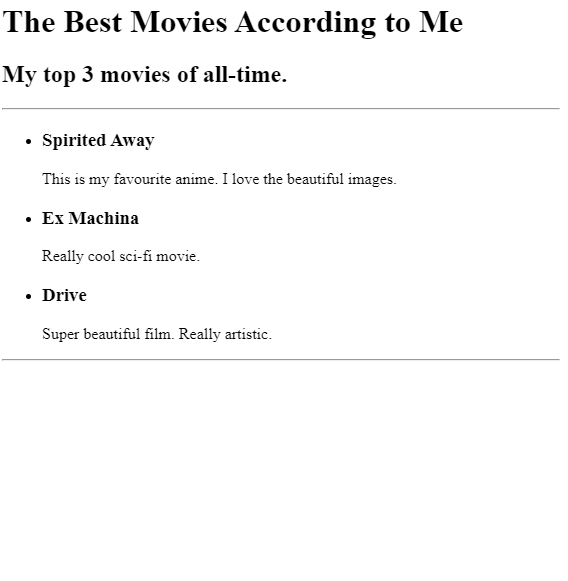 The Best Movies According to Me
My top 3 movies of all-time.
Spirited Away
This is my favourite anime. I love the beautiful images.
Ex Machina
Really cool sci-fi movie.
Drive
Super beautiful film. Really artistic.